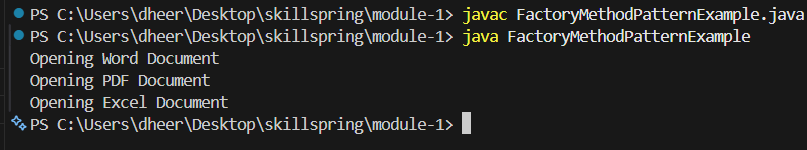 PS C:\Users\dheer\Desktop\skillspring\module-1> javac FactoryMethodPatternExample.java
PS C:\Users\dheer\Desktop\skillspring\module-1> java FactoryMethodPatternExample
Opening Word Document
Opening PDF Document
Opening Excel Document
PS C:\Users\dheer\Desktop\skillspring\module-1>